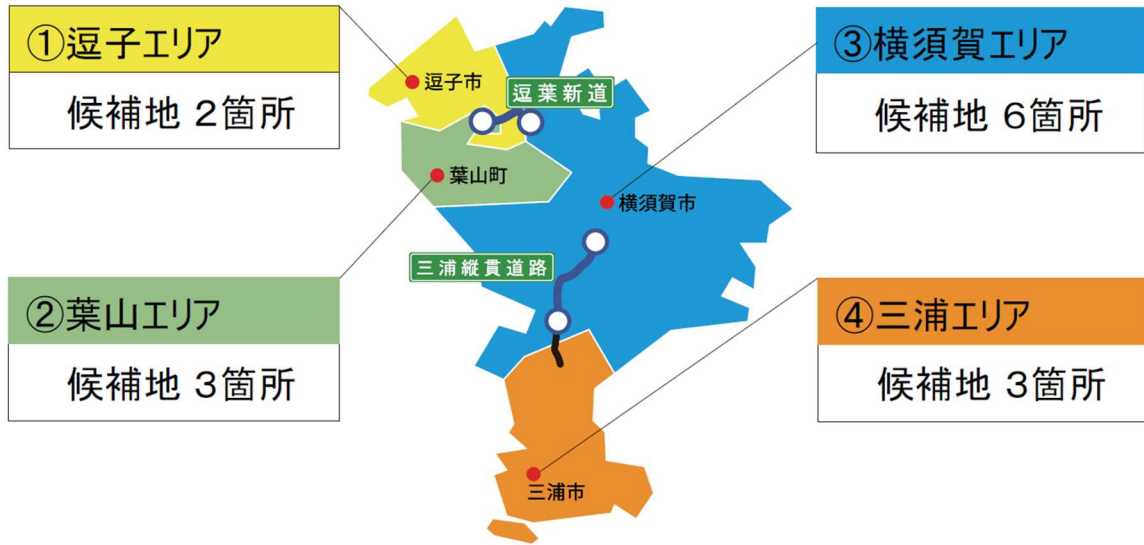 ①逗子エリア
候補地 2箇所
②葉山エリア
候補地 3箇所
逗子市
逗葉新道
葉山町
横須賀市
三浦縦貫道路
三浦市
③横須賀エリア
候補地 6箇所
④三浦エリア
候補地 3箇所